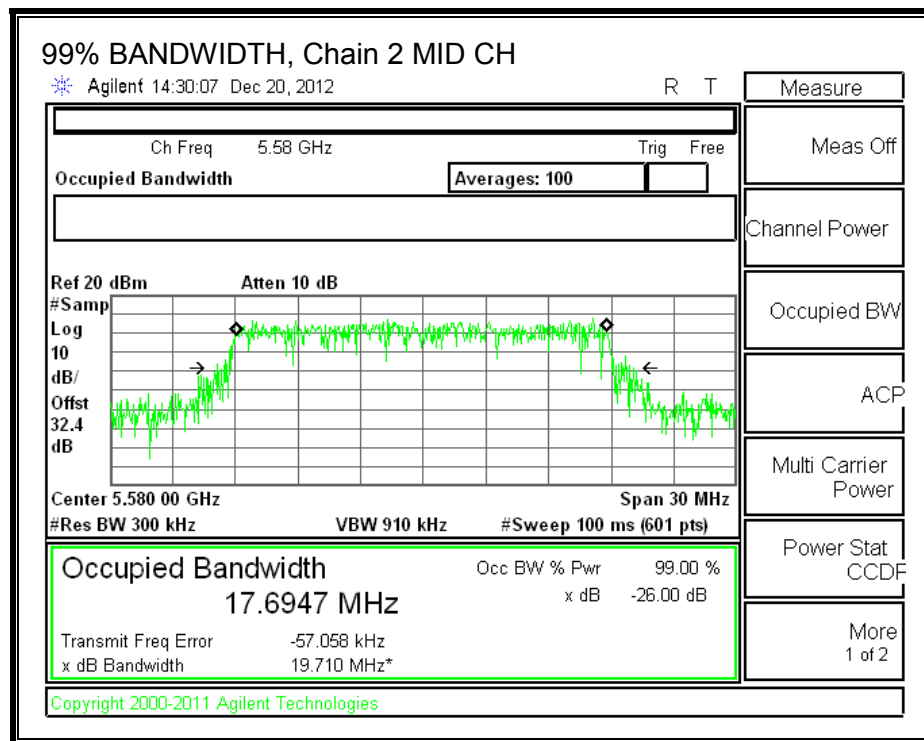 99% BANDWIDTH, Chain 2 MID CH
Agilent 14:30:07 Dec 20, 2012 R T
Measure
Ch Freq 5.58 GHz Trig Free
Occupied Bandwidth Averages: 100
Meas Off
Channel Power
Occupied BW
ACP
Multi Carrier
Power
Power Stat
CCDF
More
1 of 2
Ref 20 dBm Atten 10 dB
#Samp
Log
10
dB/
Offst
32.4
dB
Center 5.580 00 GHz Span 30 MHz
#Res BW 300 kHz VBW 910 kHz #Sweep 100 ms (601 pts)
Occupied Bandwidth Occ BW % Pwr 99.00 %
17.6947 MHz x dB -26.00 dB
Transmit Freq Error -57.058 kHz
x dB Bandwidth 19.710 MHz*
Copyright 2000-2011 Agilent Technologies